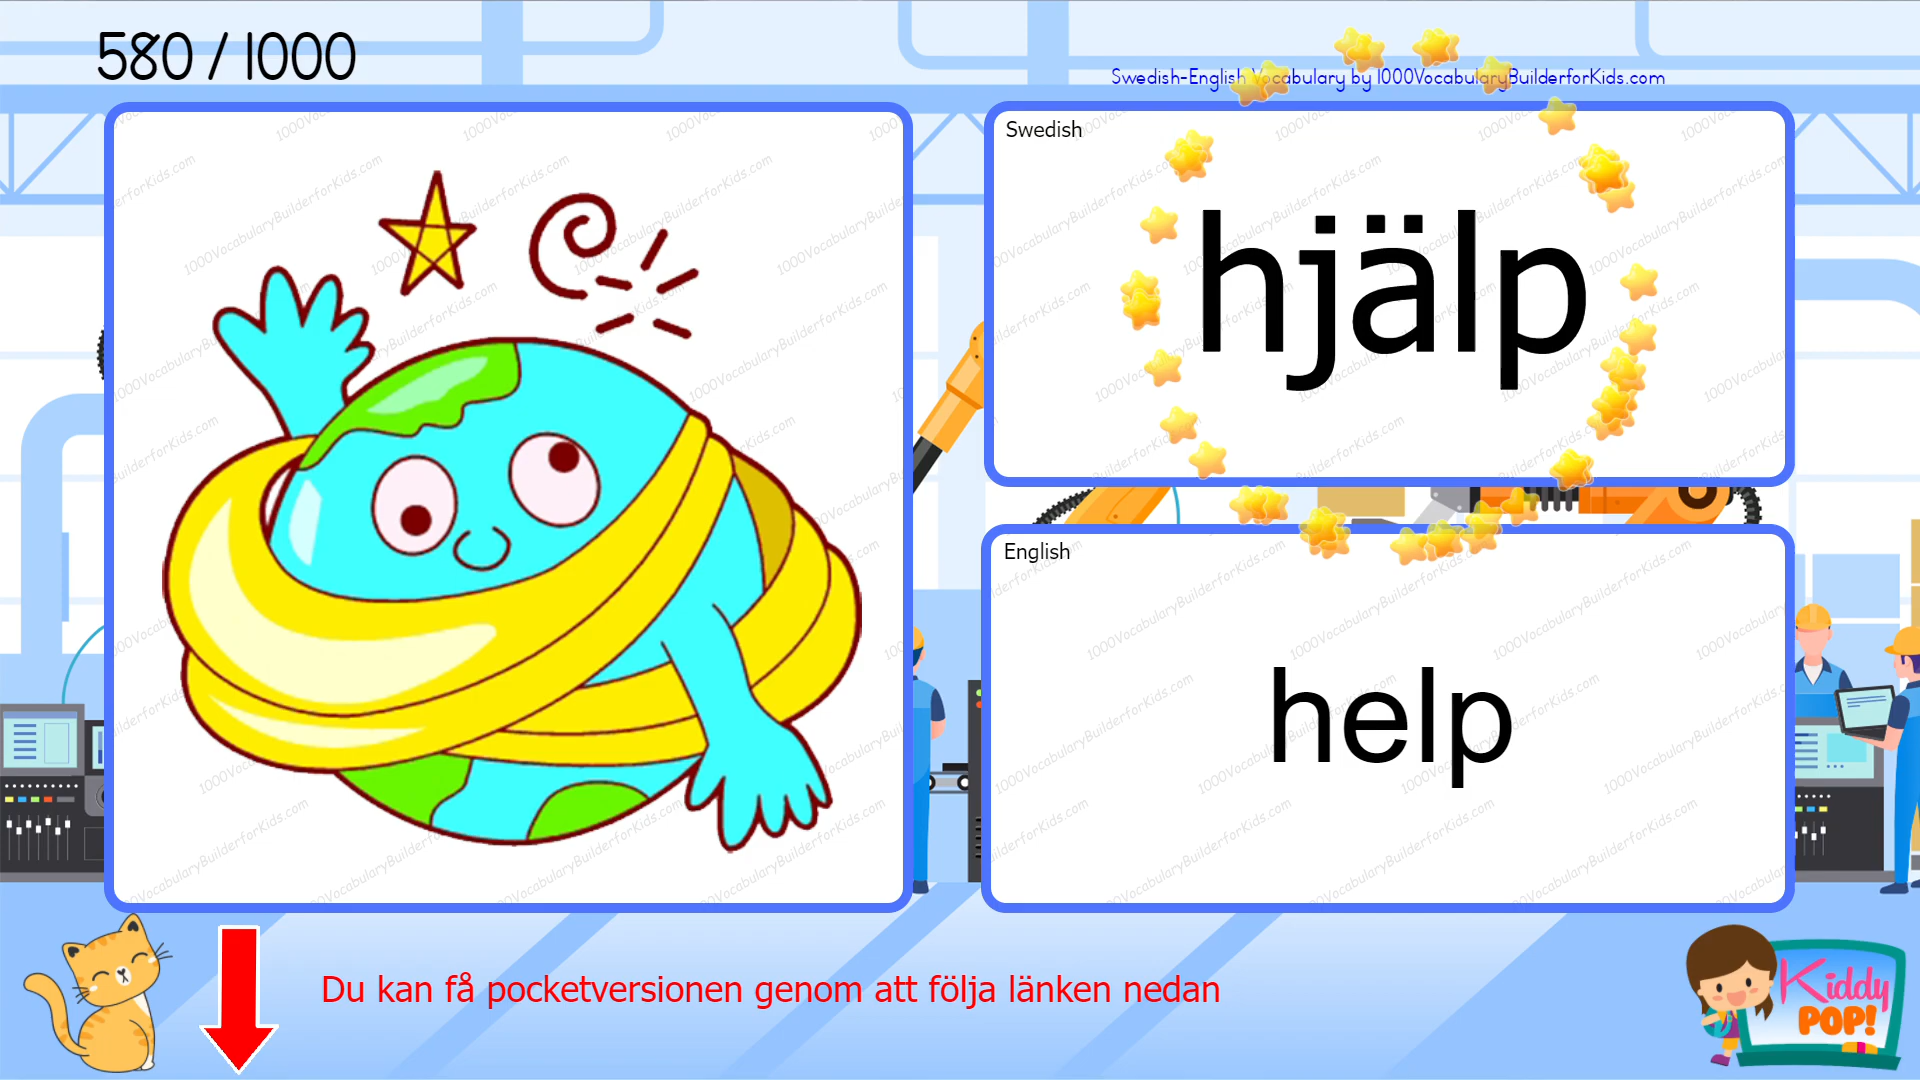 580 / 1000
Swedish-English Vocabulary by 1000VocabularyBuilderforKids.com
Swedish
hjälp
English
help
Du kan få pocketversionen genom att följa länken nedan
Kiddy
POP!